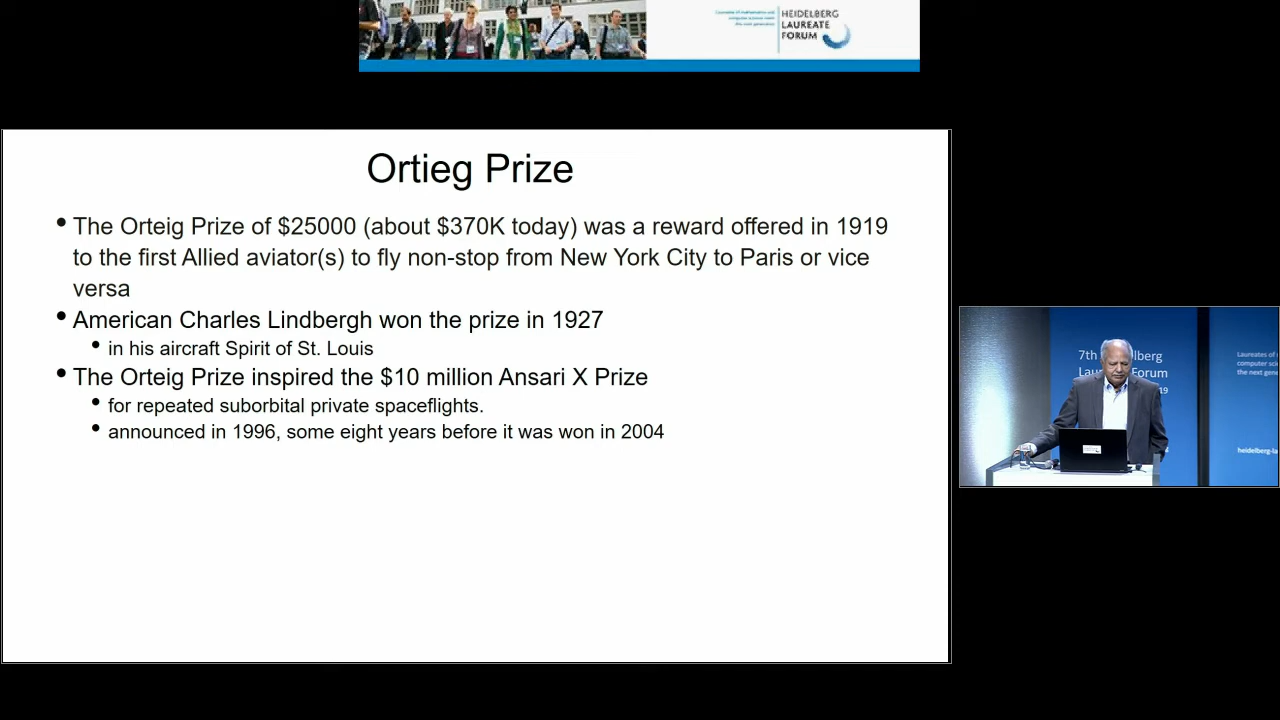 HEIDELBERG
LAUREATE
FORUM
Ortieg Prize
• The Orteig Prize of $25000 (about $370K today) was a reward offered in 1919
to the first Allied aviator(s) to fly non-stop from New York City to Paris or vice
versa
• American Charles Lindbergh won the prize in 1927
• in his aircraft Spirit of St. Louis
• The Orteig Prize inspired the $10 million Ansari X Prize
• for repeated suborbital private spaceflights.
• announced in 1996, some eight years before it was won in 2004
7th